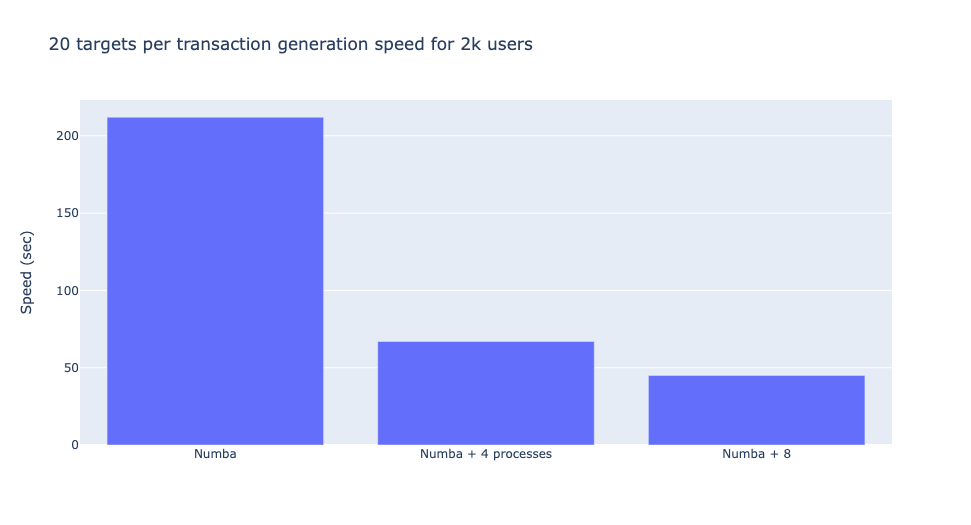 20 targets per transaction generation speed for 2k users
Speed (sec)
200
150
100
50
0
Numba
Numba + 4 processes
Numba + 8